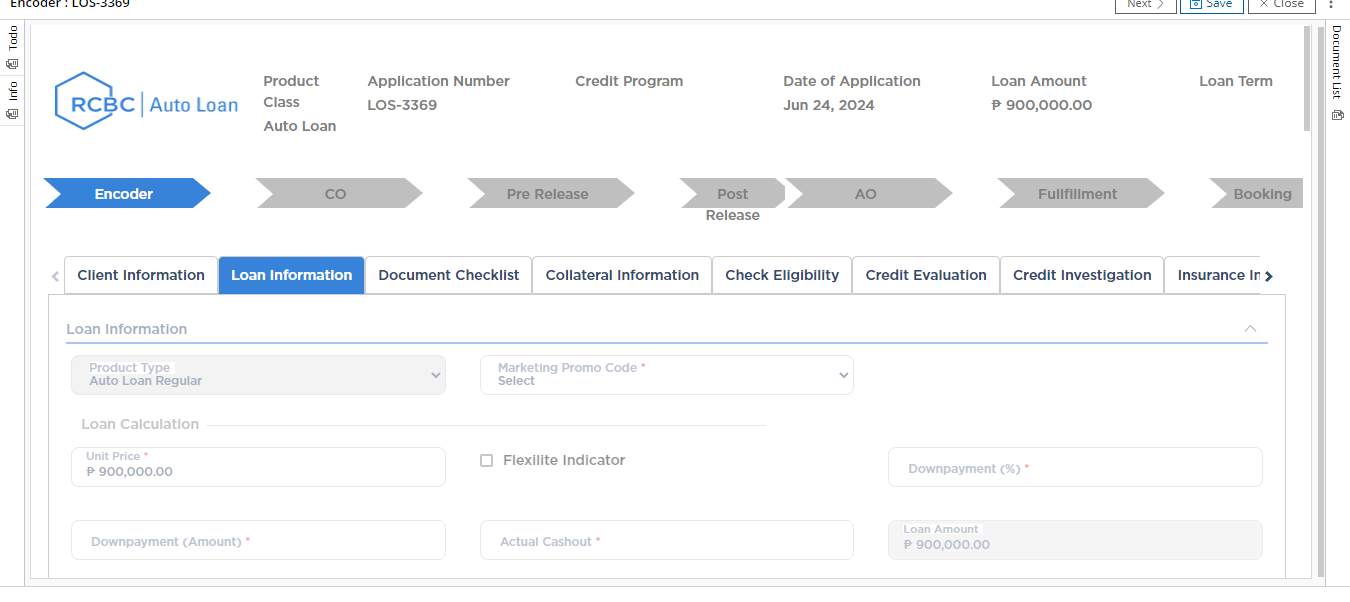 Encoder : LOS-3369
Next
Save
Close
Todo
Info
Document List
RCBC | Auto Loan
Product Class
Auto Loan
Application Number
LOS-3369
Credit Program
Date of Application
Jun 24, 2024
Loan Amount
₱ 900,000.00
Loan Term
Encoder
CO
Pre Release
Post
Release
AO
Fullfillment
Booking
Client Information
Loan Information
Document Checklist
Collateral Information
Check Eligibility
Credit Evaluation
Credit Investigation
Insurance In
Loan Information
Product Type
Auto Loan Regular
Marketing Promo Code *
Select
Loan Calculation
Unit Price *
₱ 900,000.00
Flexilite Indicator
Downpayment (%) *
Downpayment (Amount) *
Actual Cashout *
Loan Amount
₱ 900,000.00